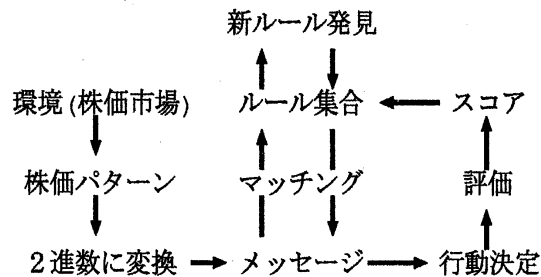 新ルール発見
環境(株価市場) ルール集合 スコア
株価パターン マッチング 評価
2進数に変換 メッセージ 行動決定